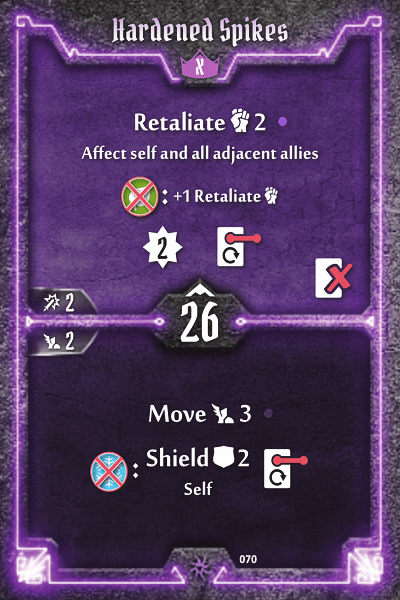 Hardened Spikes
X
Retaliate 2
Affect self and all adjacent allies
: +1 Retaliate
2
2
26
2
Move 3
: Shield 2
Self
070